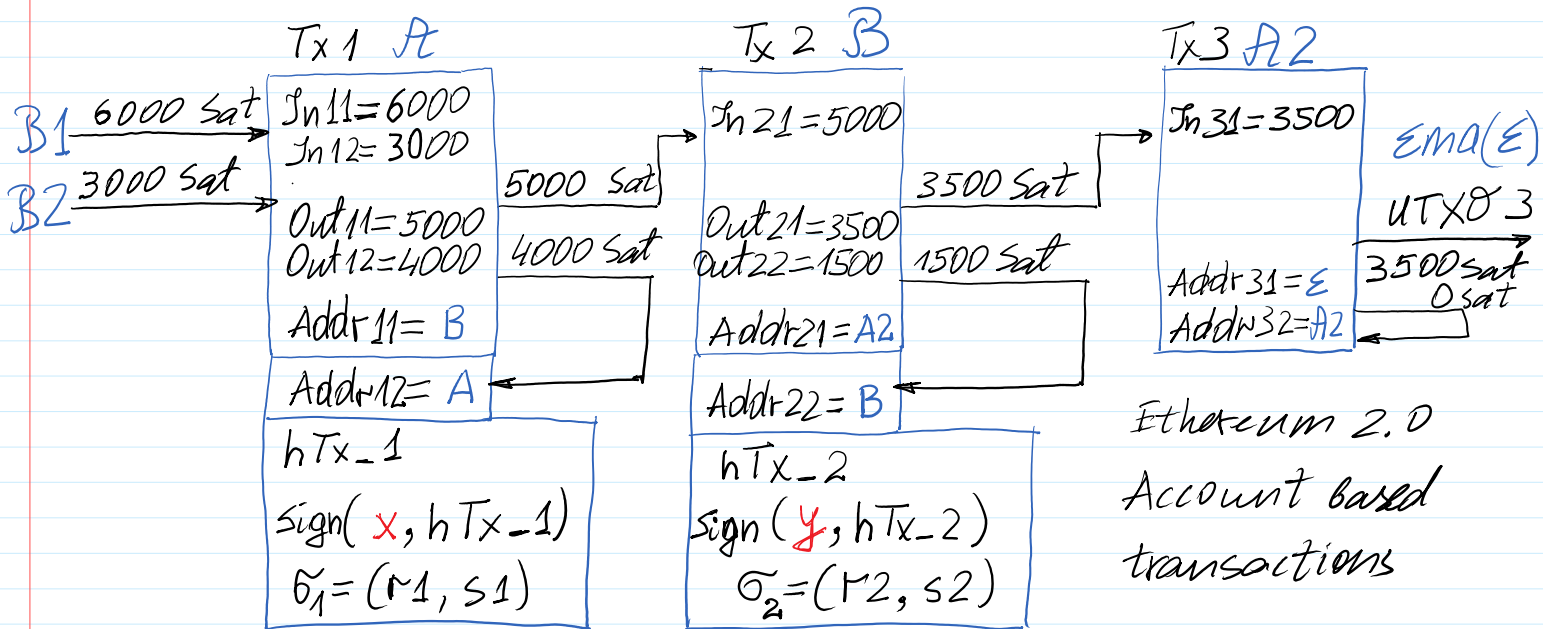 Tx 1 A
B1 6000 Sat
B2 3000 Sat
In11=6000
In12=3000
Out11=5000
Out12=4000
Addr11= B
Addr12= A
hTx_1
Sign(x, hTx_1)
σ1=(r1, s1)
5000 Sat
4000 Sat
Tx 2 B
In21=5000
Out21=3500
Out22=1500
Addr21=A2
Addr22= B
hTx_2
Sign(y, hTx_2)
σ2=(r2, s2)
3500 Sat
1500 Sat
Tx3 A2
In31=3500
Addr31=E
Addr32=A2
Ema(E)
UTXO 3
3500 sat
0 sat
Ethereum 2.0
Account based
transactions